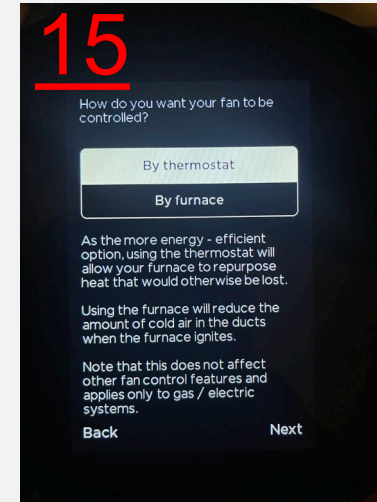 15
How do you want your fan to be
controlled?
By thermostat
By furnace
As the more energy - efficient
option, using the thermostat will
allow your furnace to repurpose
heat that would otherwise be lost.
Using the furnace will reduce the
amount of cold air in the ducts
when the furnace ignites.
Note that this does not affect
other fan control features and
applies only to gas / electric
systems.
Back
Next